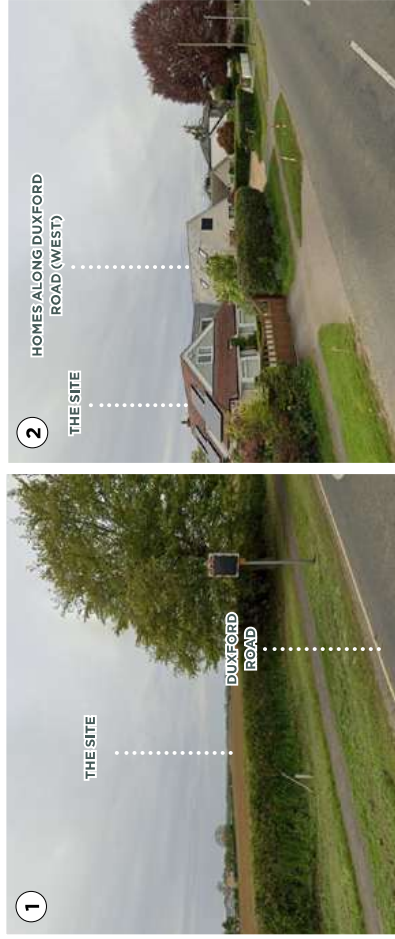 1
THE SITE
DUXFORD
ROAD
2
THE SITE
HOMES ALONG DUXFORD
ROAD (WEST)